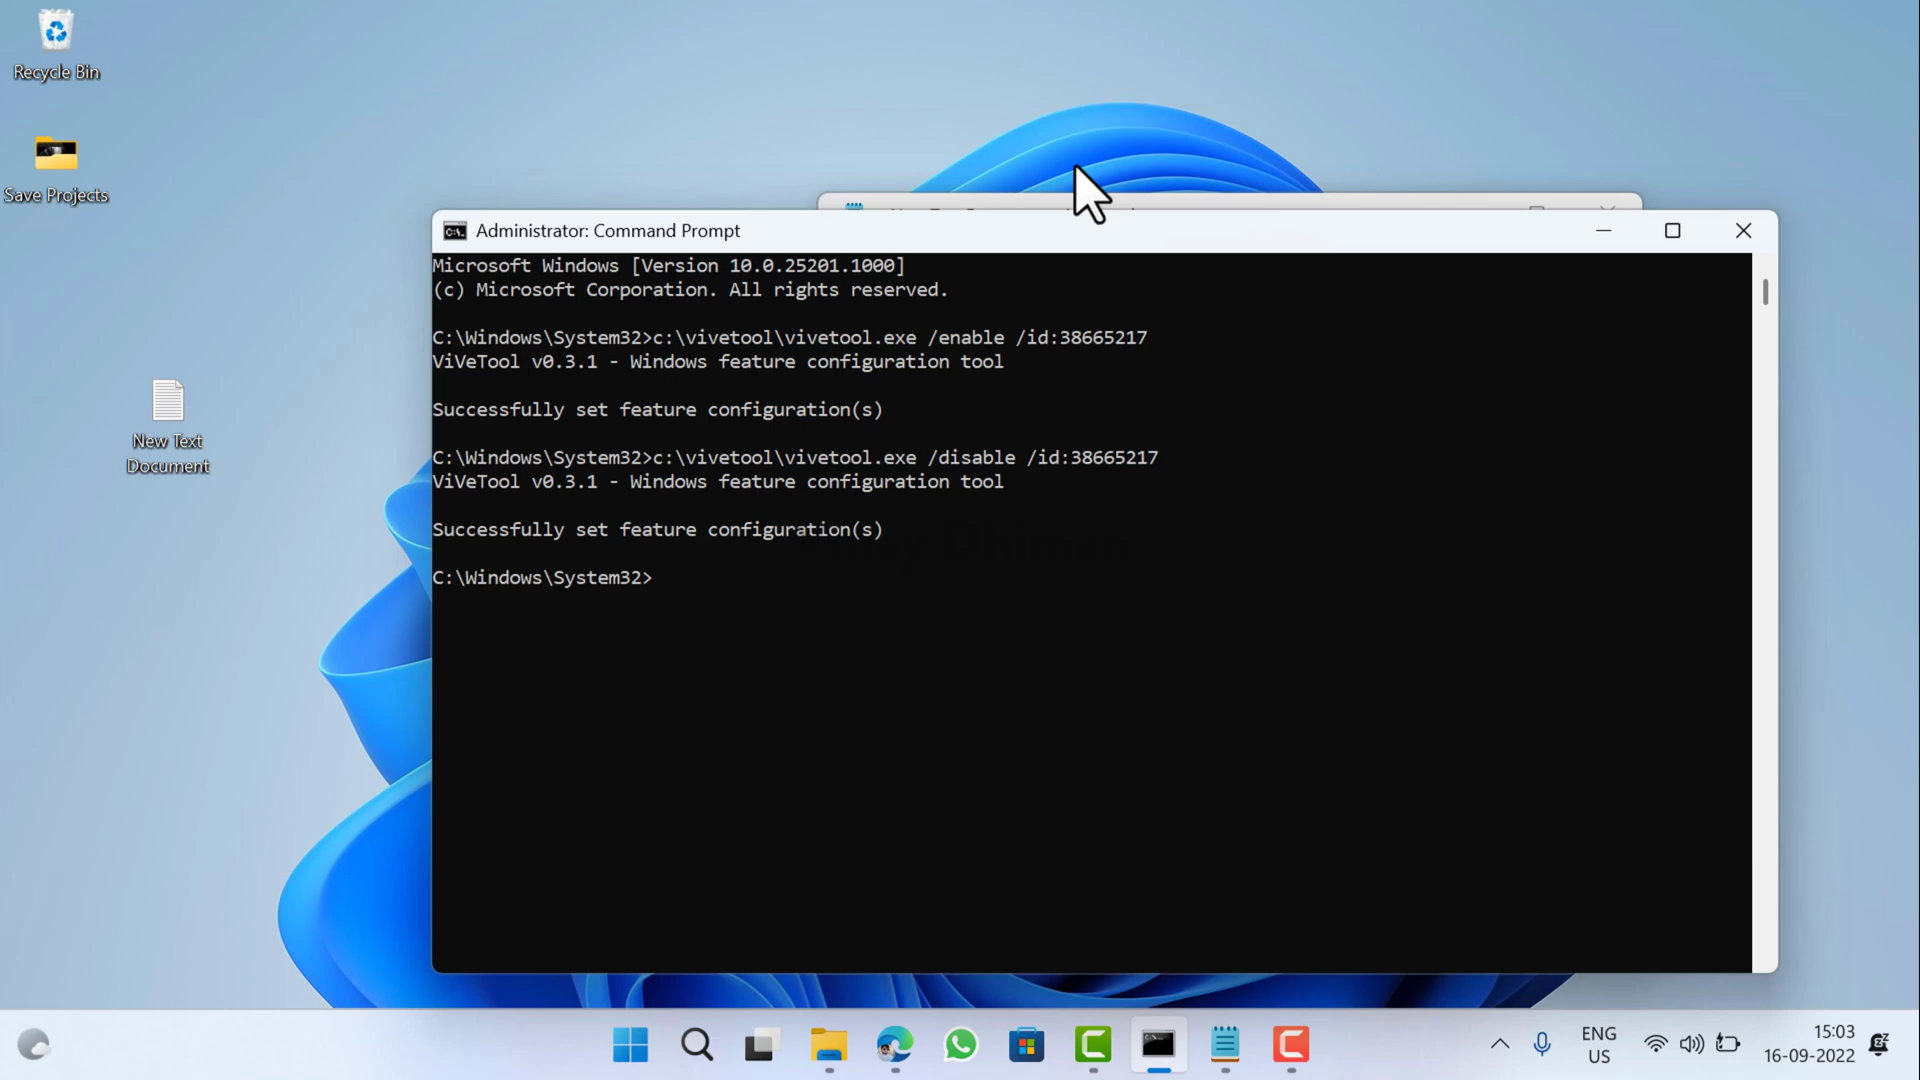 Recycle Bin
Save Projects
New Text
Document
Administrator: Command Prompt
Microsoft Windows [Version 10.0.25201.1000]
(c) Microsoft Corporation. All rights reserved.
C:\Windows\System32>c:\vivetool\vivetool.exe /enable /id:38665217
ViVeTool v0.3.1 - Windows feature configuration tool
Successfully set feature configuration(s)
C:\Windows\System32>c:\vivetool\vivetool.exe /disable /id:38665217
ViVeTool v0.3.1 - Windows feature configuration tool
Successfully set feature configuration(s)
C:\Windows\System32>
ENG
US
15:03
16-09-2022